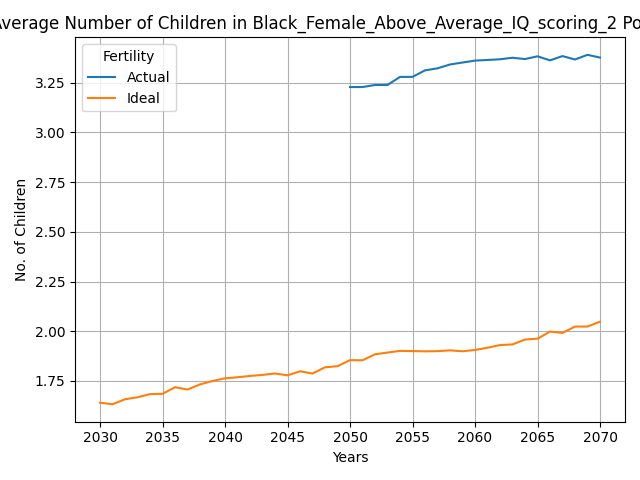 Average Number of Children in Black_Female_Above_Average_IQ_scoring_2 Po
Fertility
Actual
Ideal
No. of Children
3.25
3.00
2.75
2.50
2.25
2.00
1.75
2030 2035 2040 2045 2050 2055 2060 2065 2070
Years